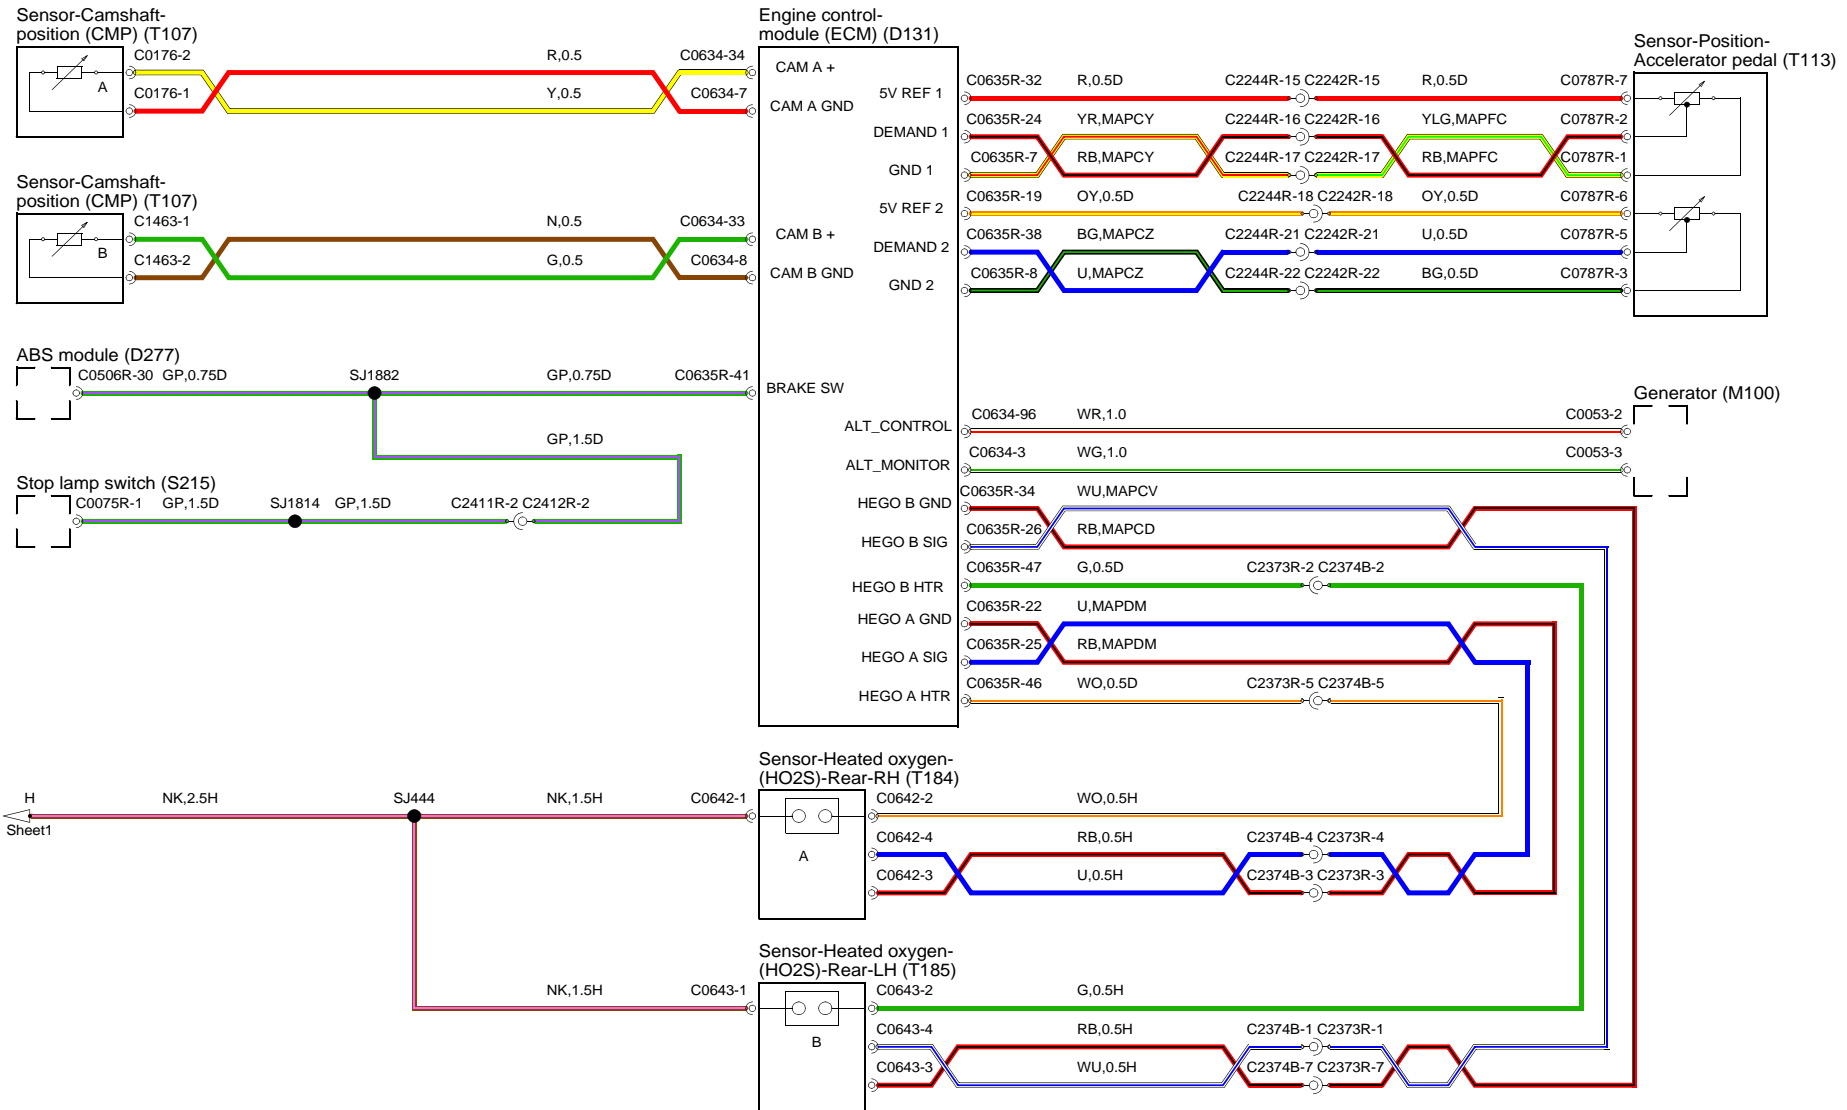 Sensor-Camshaft-
position (CMP) (T107)
C0176-2 R,0.5 C0634-34
A
C0176-1 Y,0.5 C0634-7
Sensor-Camshaft-
position (CMP) (T107)
C1463-1 N,0.5 C0634-33
B
C1463-2 G,0.5 C0634-8
ABS module (D277)
C0506R-30 GP,0.75D SJ1882 GP,0.75D C0635R-41
GP,1.5D
Stop lamp switch (S215)
C0075R-1 GP,1.5D SJ1814 GP,1.5D C2411R-2 C2412R-2
Engine control-
module (ECM) (D131)
CAM A +
CAM A GND
CAM B +
CAM B GND
BRAKE SW
5V REF 1
DEMAND 1
GND 1
5V REF 2
DEMAND 2
GND 2
ALT_CONTROL
ALT_MONITOR
HEGO B GND
HEGO B SIG
HEGO B HTR
HEGO A GND
HEGO A SIG
HEGO A HTR
Sensor-Position-
Accelerator pedal (T113)
C0635R-32 R,0.5D C2244R-15 C2242R-15 R,0.5D C0787R-7
C0635R-24 YR,MAPCY C2244R-16 C2242R-16 YLG,MAPFC C0787R-2
C0635R-7 RB,MAPCY C2244R-17 C2242R-17 RB,MAPFC C0787R-1
C0635R-19 OY,0.5D C2244R-18 C2242R-18 OY,0.5D C0787R-6
C0635R-38 BG,MAPCZ C2244R-21 C2242R-21 U,0.5D C0787R-5
C0635R-8 U,MAPCZ C2244R-22 C2242R-22 BG,0.5D C0787R-3
Generator (M100)
C0634-96 WR,1.0 C0053-2
C0634-3 WG,1.0 C0053-3
C0635R-34 WU,MAPCV
C0635R-26 RB,MAPCD
C0635R-47 G,0.5D C2373R-2 C2374B-2
C0635R-22 U,MAPDM
C0635R-25 RB,MAPDM
C0635R-46 WO,0.5D C2373R-5 C2374B-5
Sensor-Heated oxygen-
(HO2S)-Rear-RH (T184)
H NK,2.5H SJ444 NK,1.5H C0642-1
Sheet1
A
C0642-2 WO,0.5H
C0642-4 RB,0.5H C2374B-4 C2373R-4
C0642-3 U,0.5H C2374B-3 C2373R-3
Sensor-Heated oxygen-
(HO2S)-Rear-LH (T185)
NK,1.5H C0643-1
B
C0643-2 G,0.5H
C0643-4 RB,0.5H C2374B-1 C2373R-1
C0643-3 WU,0.5H C2374B-7 C2373R-7